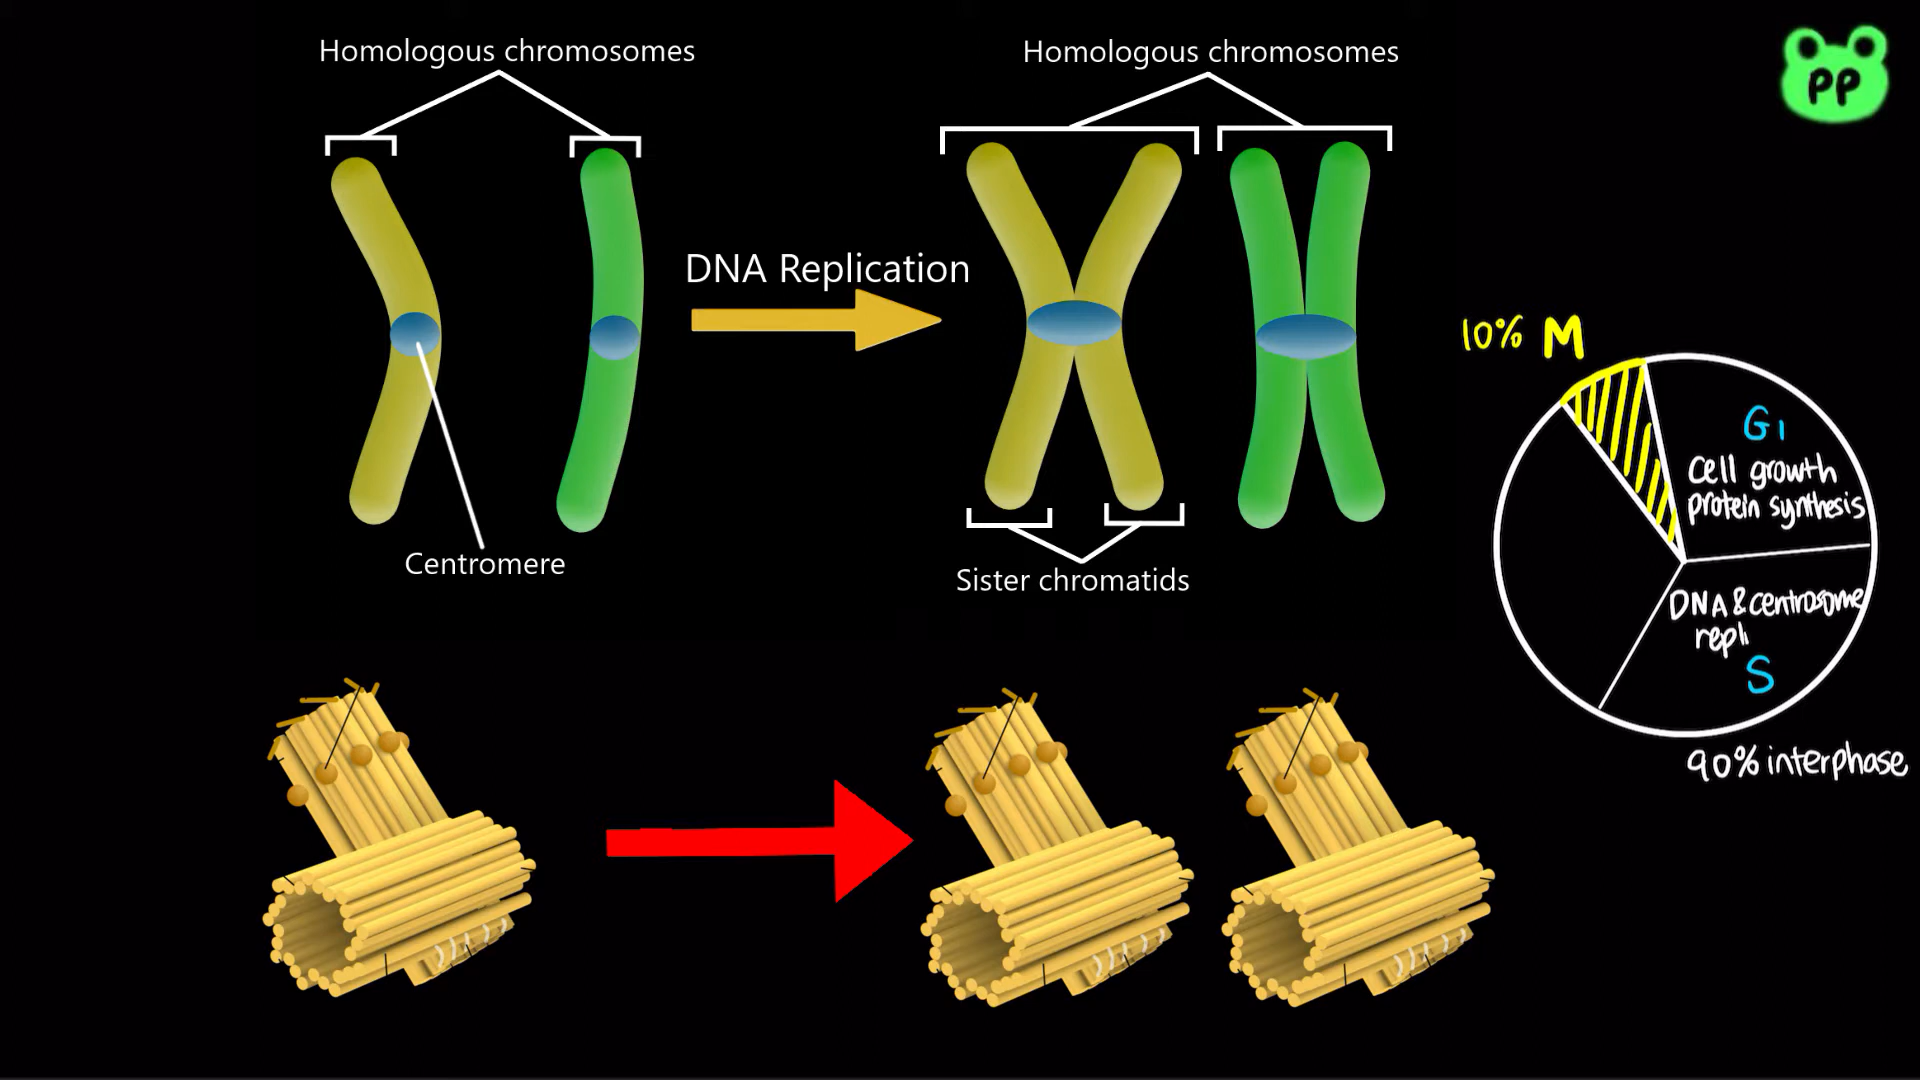 Homologous chromosomes
Homologous chromosomes
PP
DNA Replication
Centromere
Sister chromatids
10% M
G1
Cell growth
protein synthesis
DNA & centrosome
repli
S
90% interphase